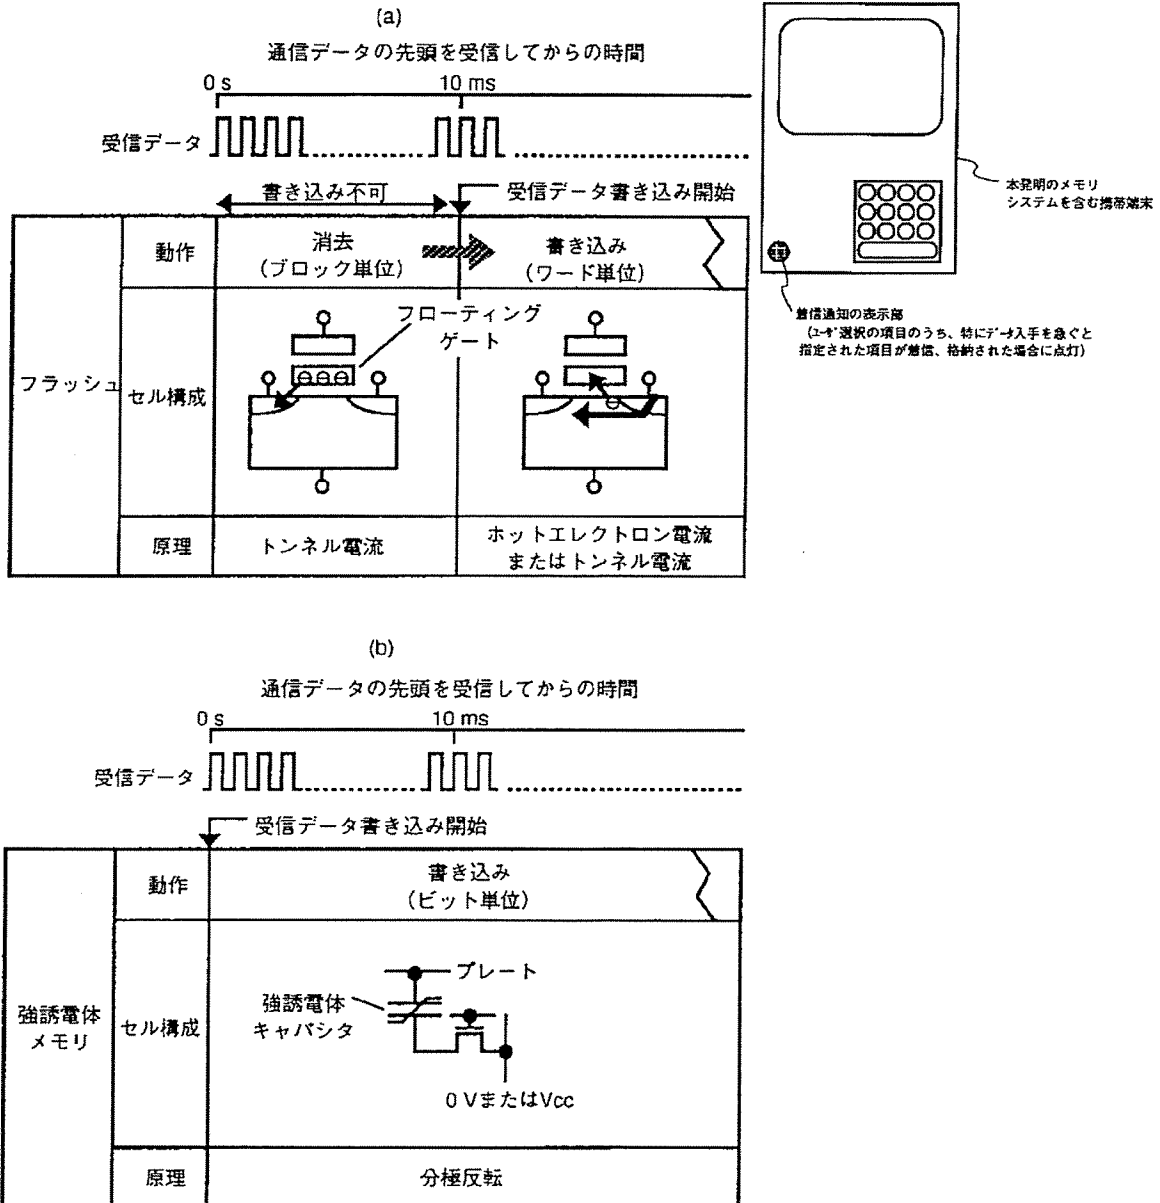 (a)
通信データの先頭を受信してからの時間
0 s
10 ms
受信データ
書き込み不可
受信データ書き込み開始
フラッシュ
動作
消去
(ブロック単位)
書き込み
(ワード単位)
セル構成
フローティング
ゲート
原理
トンネル電流
ホットエレクトロン電流
またはトンネル電流
本発明のメモリ
システムを含む携帯端末
着信通知の表示部
(ユーザ選択の項目のうち、特にデータ入手を急ぐと
指定された項目が着信、格納された場合に点灯)
(b)
通信データの先頭を受信してからの時間
0 s
10 ms
受信データ
受信データ書き込み開始
強誘電体
メモリ
動作
書き込み
(ビット単位)
セル構成
プレート
強誘電体
キャパシタ
0 VまたはVcc
原理
分極反転